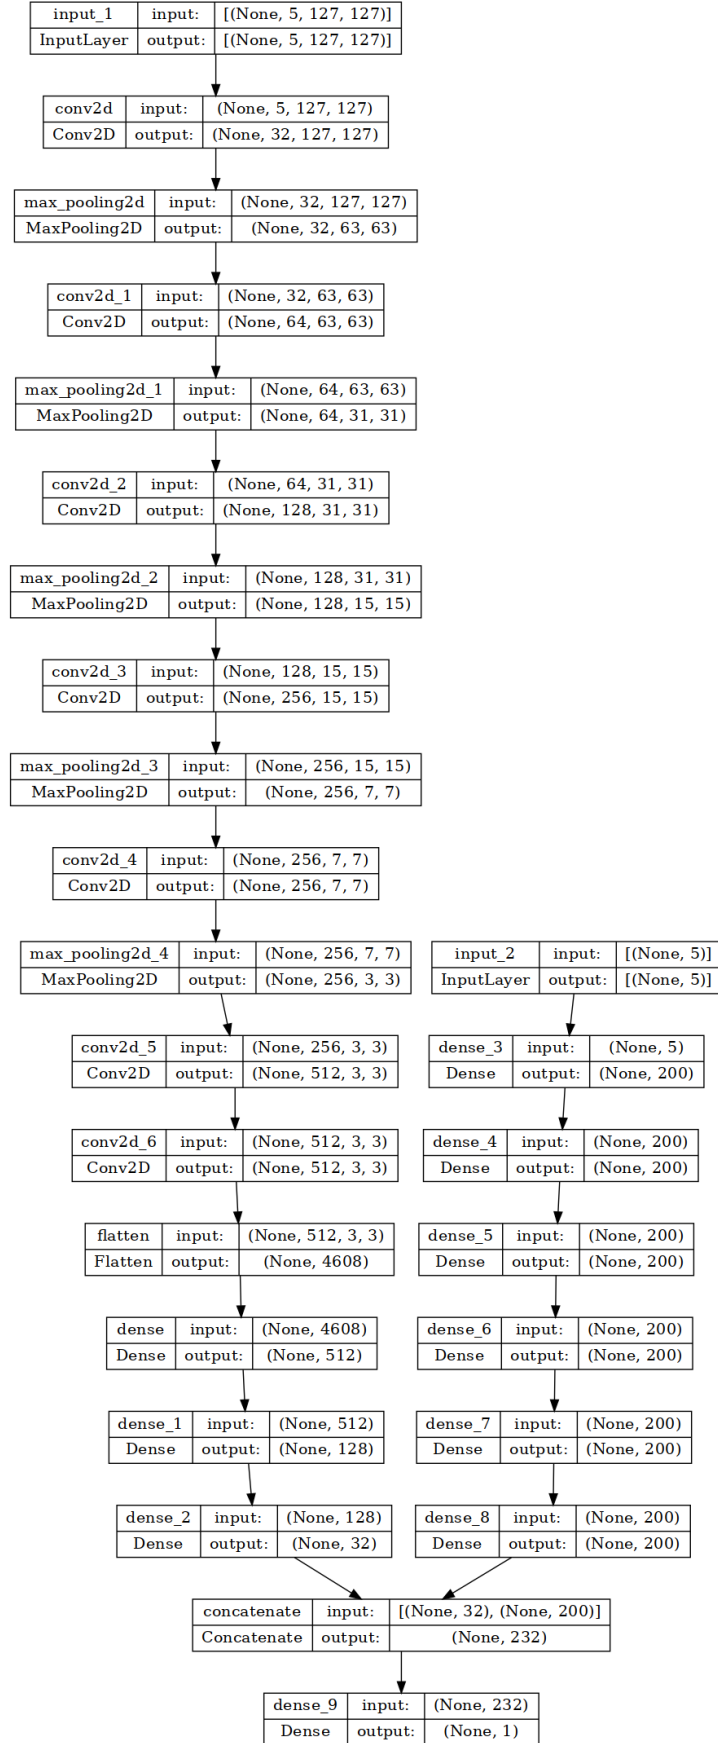 input_1 input: [(None, 5, 127, 127)]
InputLayer output: [(None, 5, 127, 127)]
conv2d input: (None, 5, 127, 127)
Conv2D output: (None, 32, 127, 127)
max_pooling2d input: (None, 32, 127, 127)
MaxPooling2D output: (None, 32, 63, 63)
conv2d_1 input: (None, 32, 63, 63)
Conv2D output: (None, 64, 63, 63)
max_pooling2d_1 input: (None, 64, 63, 63)
MaxPooling2D output: (None, 64, 31, 31)
conv2d_2 input: (None, 64, 31, 31)
Conv2D output: (None, 128, 31, 31)
max_pooling2d_2 input: (None, 128, 31, 31)
MaxPooling2D output: (None, 128, 15, 15)
conv2d_3 input: (None, 128, 15, 15)
Conv2D output: (None, 256, 15, 15)
max_pooling2d_3 input: (None, 256, 15, 15)
MaxPooling2D output: (None, 256, 7, 7)
conv2d_4 input: (None, 256, 7, 7)
Conv2D output: (None, 256, 7, 7)
max_pooling2d_4 input: (None, 256, 7, 7)
MaxPooling2D output: (None, 256, 3, 3)
input_2 input: [(None, 5)]
InputLayer output: [(None, 5)]
conv2d_5 input: (None, 256, 3, 3)
Conv2D output: (None, 512, 3, 3)
dense_3 input: (None, 5)
Dense output: (None, 200)
conv2d_6 input: (None, 512, 3, 3)
Conv2D output: (None, 512, 3, 3)
dense_4 input: (None, 200)
Dense output: (None, 200)
flatten input: (None, 512, 3, 3)
Flatten output: (None, 4608)
dense_5 input: (None, 200)
Dense output: (None, 200)
dense input: (None, 4608)
Dense output: (None, 512)
dense_6 input: (None, 200)
Dense output: (None, 200)
dense_1 input: (None, 512)
Dense output: (None, 128)
dense_7 input: (None, 200)
Dense output: (None, 200)
dense_2 input: (None, 128)
Dense output: (None, 32)
dense_8 input: (None, 200)
Dense output: (None, 200)
concatenate input: [(None, 32), (None, 200)]
Concatenate output: (None, 232)
dense_9 input: (None, 232)
Dense output: (None, 1)